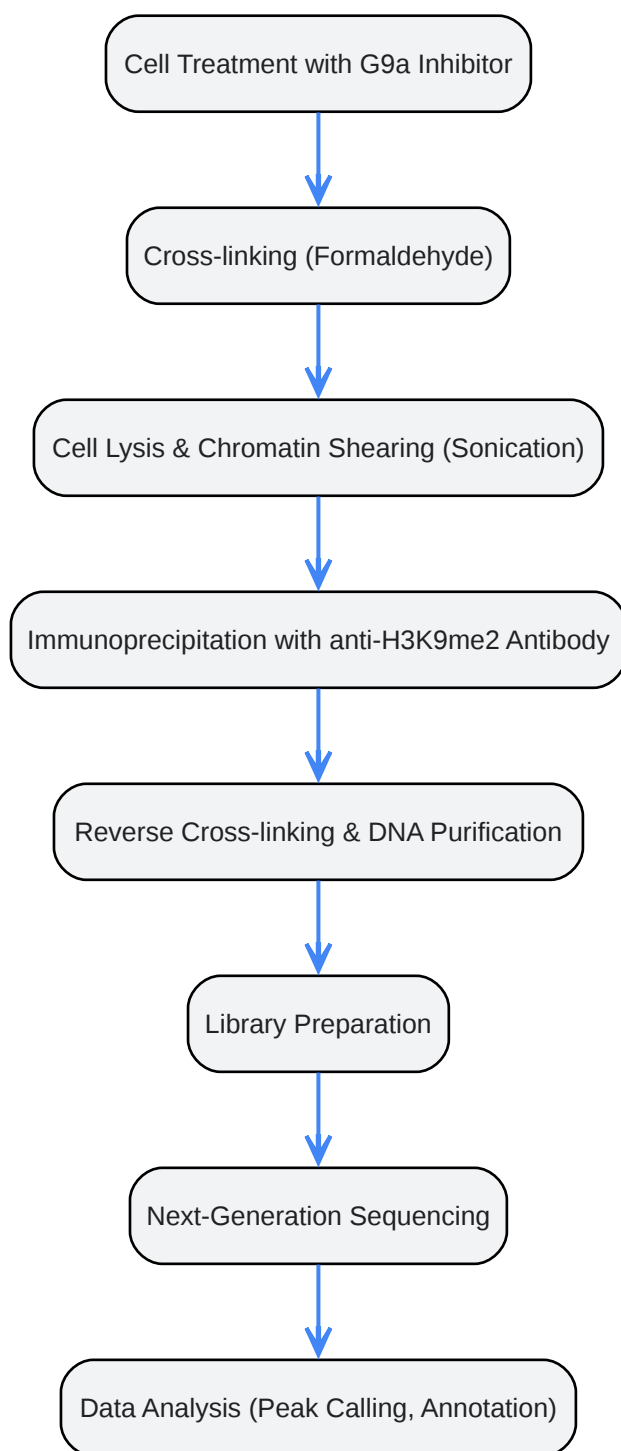 Cell Treatment with G9a Inhibitor
Cross-linking (Formaldehyde)
Cell Lysis & Chromatin Shearing (Sonication)
Immunoprecipitation with anti-H3K9me2 Antibody
Reverse Cross-linking & DNA Purification
Library Preparation
Next-Generation Sequencing
Data Analysis (Peak Calling, Annotation)